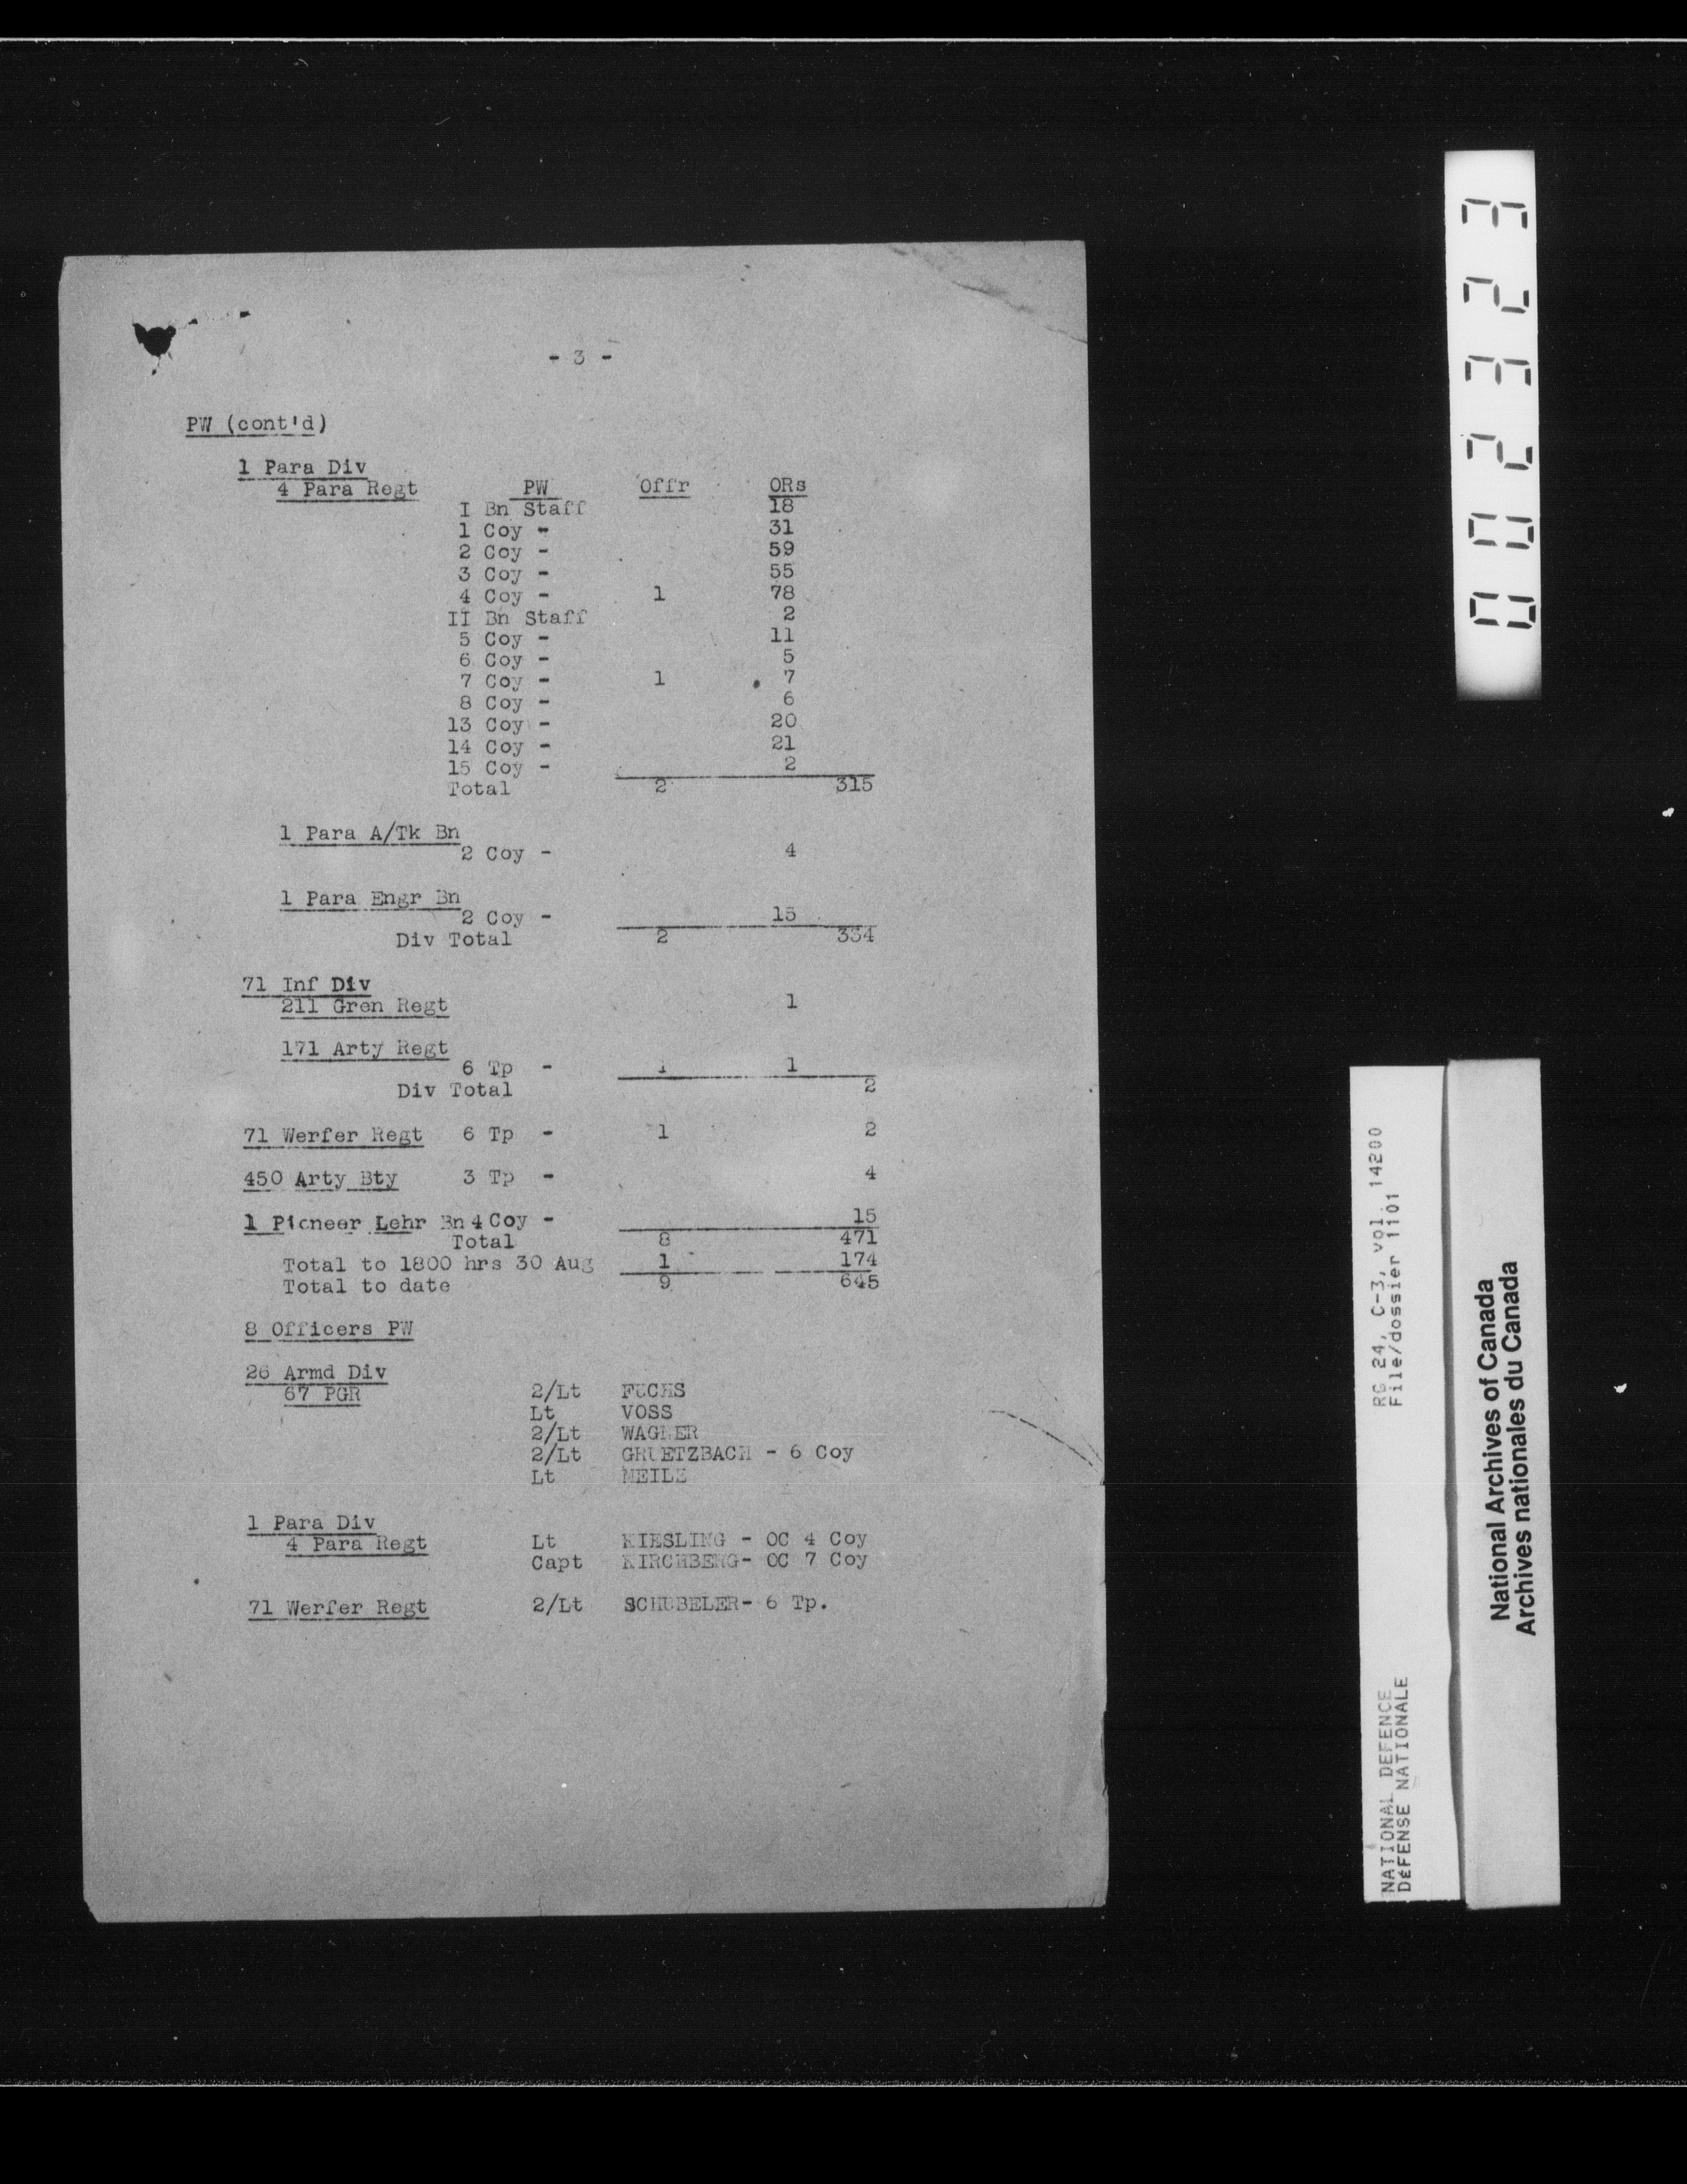 - 3 -
PW (cont'd)
1 Para Div
4 Para Regt PW Offr ORs
I Bn Staff 18
1 Coy - 31
2 Coy - 59
3 Coy - 55
4 Coy - 1 78
II Bn Staff 2
5 Coy - 11
6 Coy - 5
7 Coy - 1 7
8 Coy - 6
13 Coy - 20
14 Coy - 21
15 Coy - 2
Total 2 315
1 Para A/Tk Bn
2 Coy - 4
1 Para Engr Bn
2 Coy - 15
Div Total 2 334
71 Inf Div
211 Gren Regt 1
171 Arty Regt
6 Tp - 1 1
Div Total 2
71 Werfer Regt 6 Tp - 1 2
450 Arty Bty 3 Tp - 4
1 Pioneer Lehr Bn 4 Coy - 15
Total 8 471
Total to 1800 hrs 30 Aug 1 174
Total to date 9 645
8 Officers PW
26 Armd Div
67 PGR 2/Lt FUCHS
Lt VOSS
2/Lt WAGNER
2/Lt GRUETZBACH - 6 Coy
Lt
1 Para Div
4 Para Regt Lt KIESLING - OC 4 Coy
Capt KIRCHBERG- OC 7 Coy
71 Werfer Regt 2/Lt SCHUBELER- 6 Tp.
002323
RG 24, C-3, vol. 14200
File/dossier 11101
NATIONAL DEFENCE
DÉFENSE NATIONALE
National Archives of Canada
Archives nationales du Canada